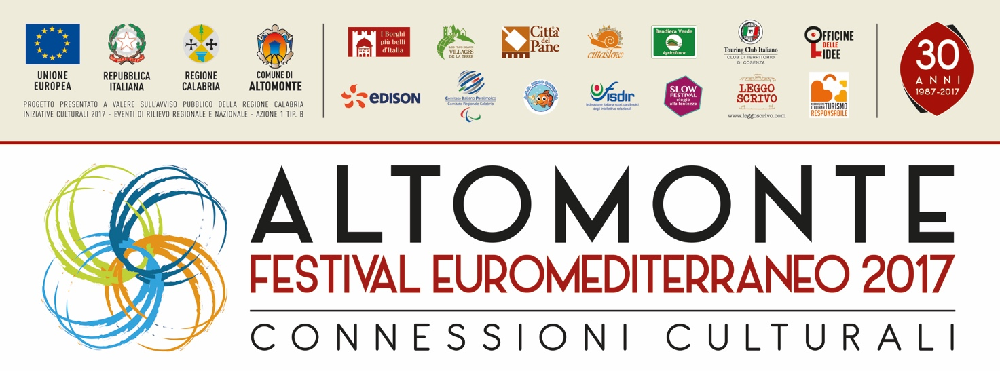 UNIONE
EUROPEA
REPUBBLICA
ITALIANA
REGIONE
CALABRIA
COMUNE DI
ALTOMONTE
PROGETTO PRESENTATO A VALERE SULL'AVVISO PUBBLICO DELLA REGIONE CALABRIA
INIZIATIVE CULTURALI 2017 - EVENTI DI RILIEVO REGIONALE E NAZIONALE - AZIONE 1 TIP. B
I Borghi
più belli
d'Italia
LES PLUS BEAUX
VILLAGES
DE LA TERRE
Città
del
Pane
cittaslow
Bandiera Verde
Agricoltura
TCI
Touring Club Italiano
CLUB DI TERRITORIO
DI COSENZA
OFFICINE
DELLE
IDEE
EDISON
Comitato Italiano Paralimpico
Comitato Regionale Calabria
fisdir
federazione italiana sport paralimpici
degli intellettivo relazionali
SLOW
FESTIVAL
elogio
alla lentezza
LEGGO
SCRIVO
www.leggoscrivo.com
ASSOCIAZIONE
ITALIANA TURISMO
RESPONSABILE
30
ANNI
1987-2017
ALTOMONTE
FESTIVAL EUROMEDITERRANEO 2017
CONNESSIONI CULTURALI